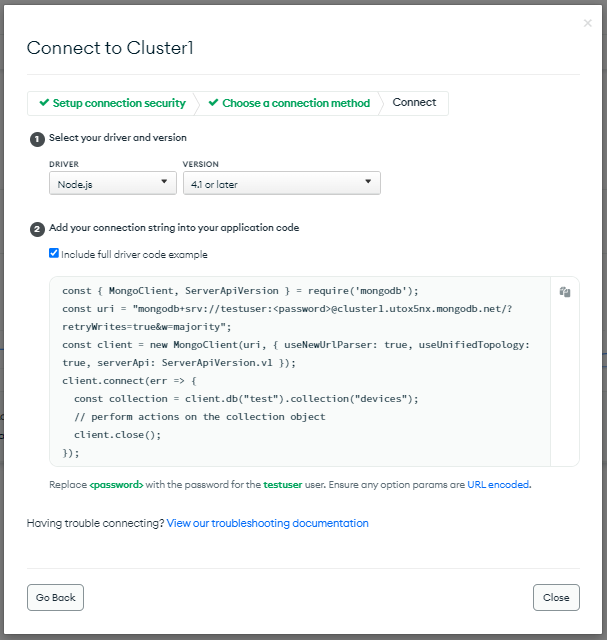 ×
Connect to Cluster1
✔ Setup connection security
✔ Choose a connection method
Connect
1 Select your driver and version
DRIVER
VERSION
Node.js
4.1 or later
2 Add your connection string into your application code
Include full driver code example
const { MongoClient, ServerApiVersion } = require('mongodb');
const uri = "mongodb+srv://testuser:<password>@cluster1.utox5nx.mongodb.net/?
retryWrites=true&w=majority";
const client = new MongoClient(uri, { useNewUrlParser: true, useUnifiedTopology:
true, serverApi: ServerApiVersion.v1 });
client.connect(err => {
  const collection = client.db("test").collection("devices");
  // perform actions on the collection object
  client.close();
});
Replace <password> with the password for the testuser user. Ensure any option params are URL encoded.
Having trouble connecting? View our troubleshooting documentation
Go Back
Close